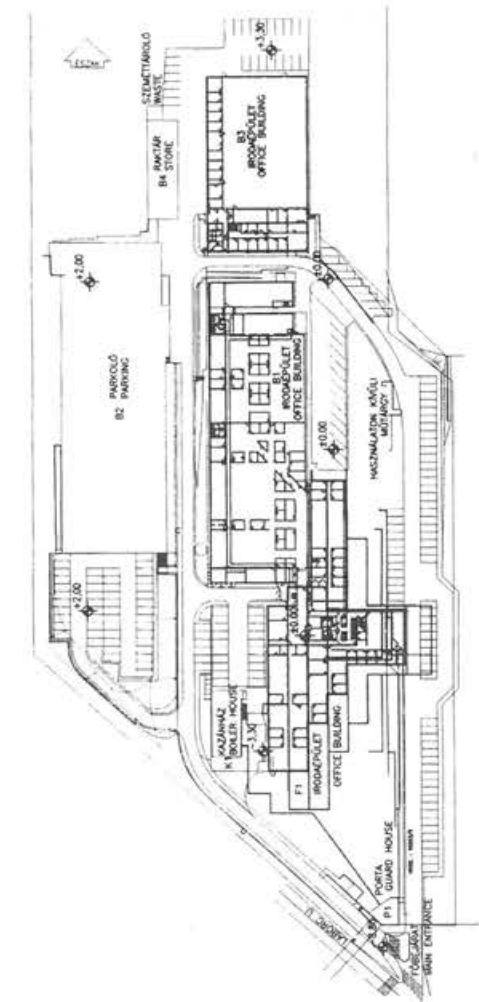 ÉSZAK
SZEMÉTTÁROLÓ
WASTE
+3,30
RAKTÁR
B4 STORE
B3
IRODAÉPÜLET
OFFICE BUILDING
+2,00
±0,00
PARKOLÓ
B2 PARKING
B1
IRODAÉPÜLET
OFFICE BUILDING
±0,00
HASZNÁLATON KÍVÜLI
MŰTÁRGY
+2,00
±0,00
KAZÁNHÁZ
K1 BOILER HOUSE
-3,30
F1
IRODAÉPÜLET
OFFICE BUILDING
PORTA
P1 GUARD HOUSE
LABORC U.
FŐBEJÁRAT
MAIN ENTRANCE